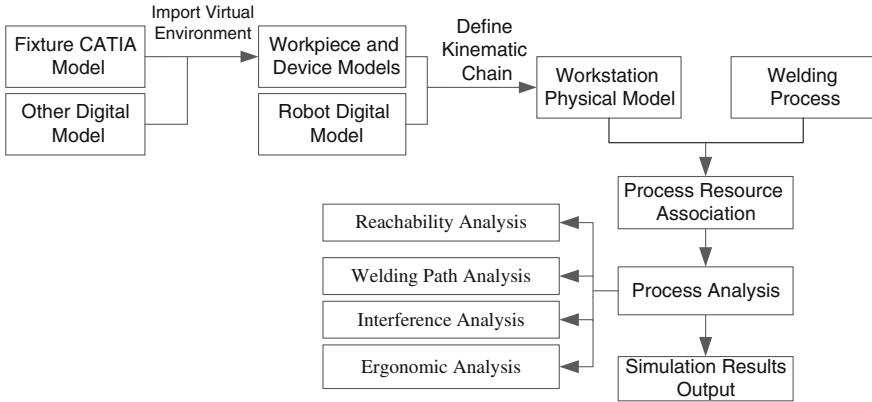 Import Virtual
Environment
Fixture CATIA
Model
Other Digital
Model
Workpiece and
Device Models
Robot Digital
Model
Define
Kinematic
Chain
Workstation
Physical Model
Welding
Process
Process Resource
Association
Reachability Analysis
Welding Path Analysis
Interference Analysis
Ergonomic Analysis
Process Analysis
Simulation Results
Output